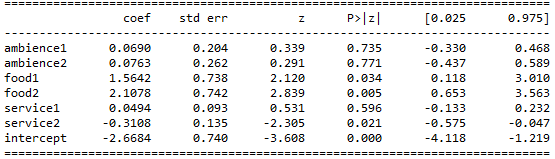 ==============================================================================
coef std err z P>|z| [0.025 0.975]
------------------------------------------------------------------------------
ambience1 0.0690 0.204 0.339 0.735 -0.330 0.468
ambience2 0.0763 0.262 0.291 0.771 -0.437 0.589
food1 1.5642 0.738 2.120 0.034 0.118 3.010
food2 2.1078 0.742 2.839 0.005 0.653 3.563
service1 0.0494 0.093 0.531 0.596 -0.133 0.232
service2 -0.3108 0.135 -2.305 0.021 -0.575 -0.047
intercept -2.6684 0.740 -3.608 0.000 -4.118 -1.219
==============================================================================